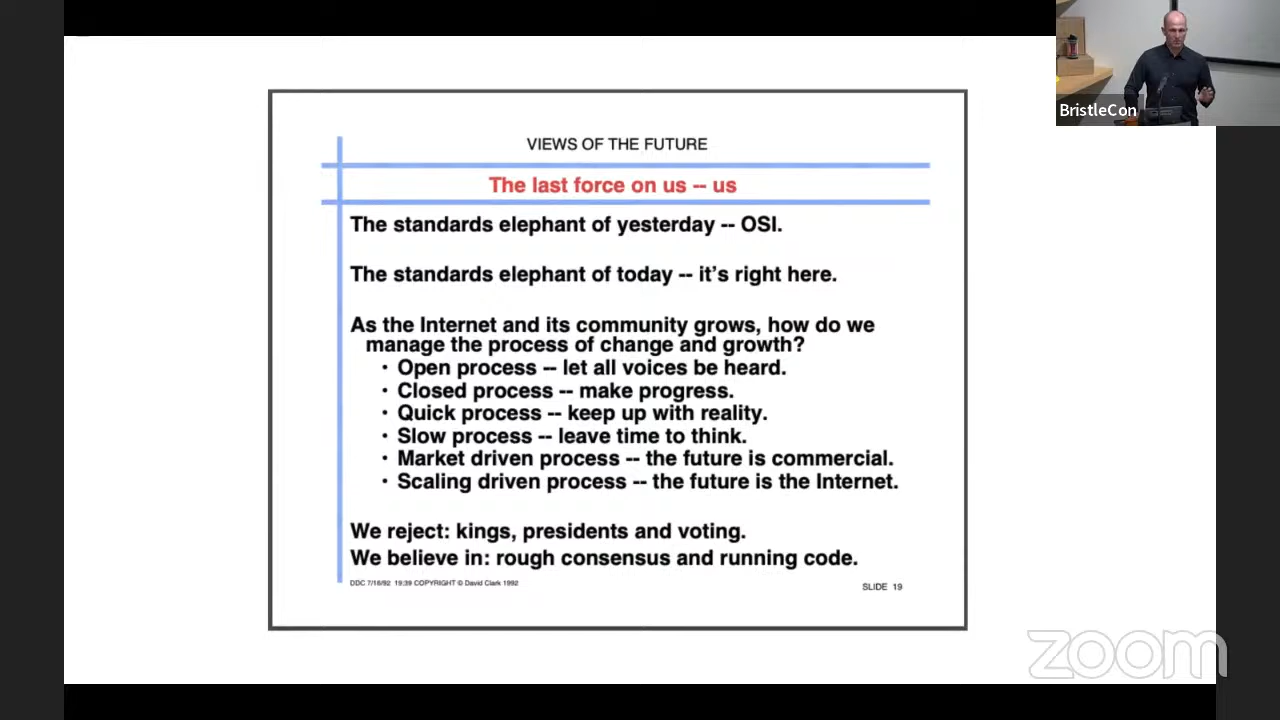 BristleCon
VIEWS OF THE FUTURE
The last force on us -- us
The standards elephant of yesterday -- OSI.
The standards elephant of today -- it's right here.
As the Internet and its community grows, how do we
manage the process of change and growth?
• Open process -- let all voices be heard.
• Closed process -- make progress.
• Quick process -- keep up with reality.
• Slow process -- leave time to think.
• Market driven process -- the future is commercial.
• Scaling driven process -- the future is the Internet.
We reject: kings, presidents and voting.
We believe in: rough consensus and running code.
DDC 7/16/92 19:39 COPYRIGHT © David Clark 1992
SLIDE 19
zoom